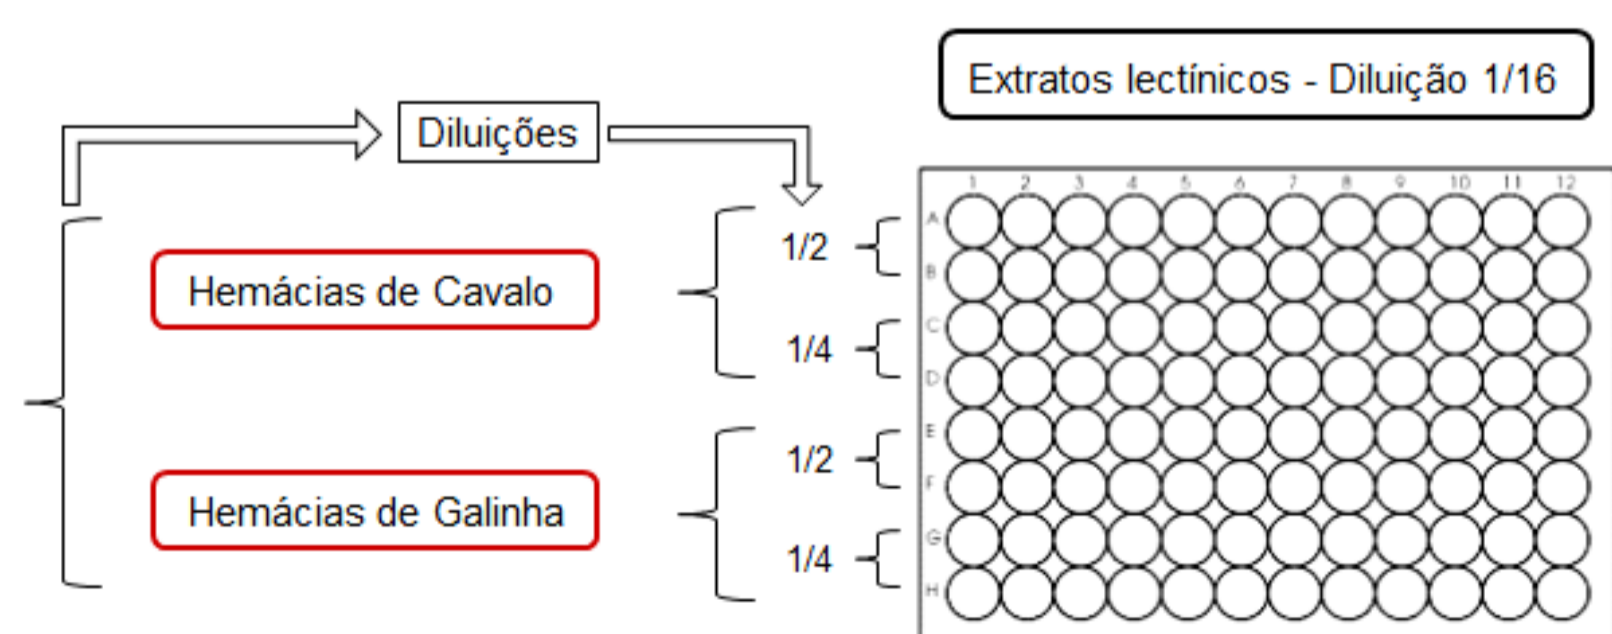 Extratos lectínicos - Diluição 1/16
Diluições
1 2 3 4 5 6 7 8 9 10 11 12
A
1/2
B
Hemácias de Cavalo
C
1/4
D
E
1/2
F
Hemácias de Galinha
G
1/4
H